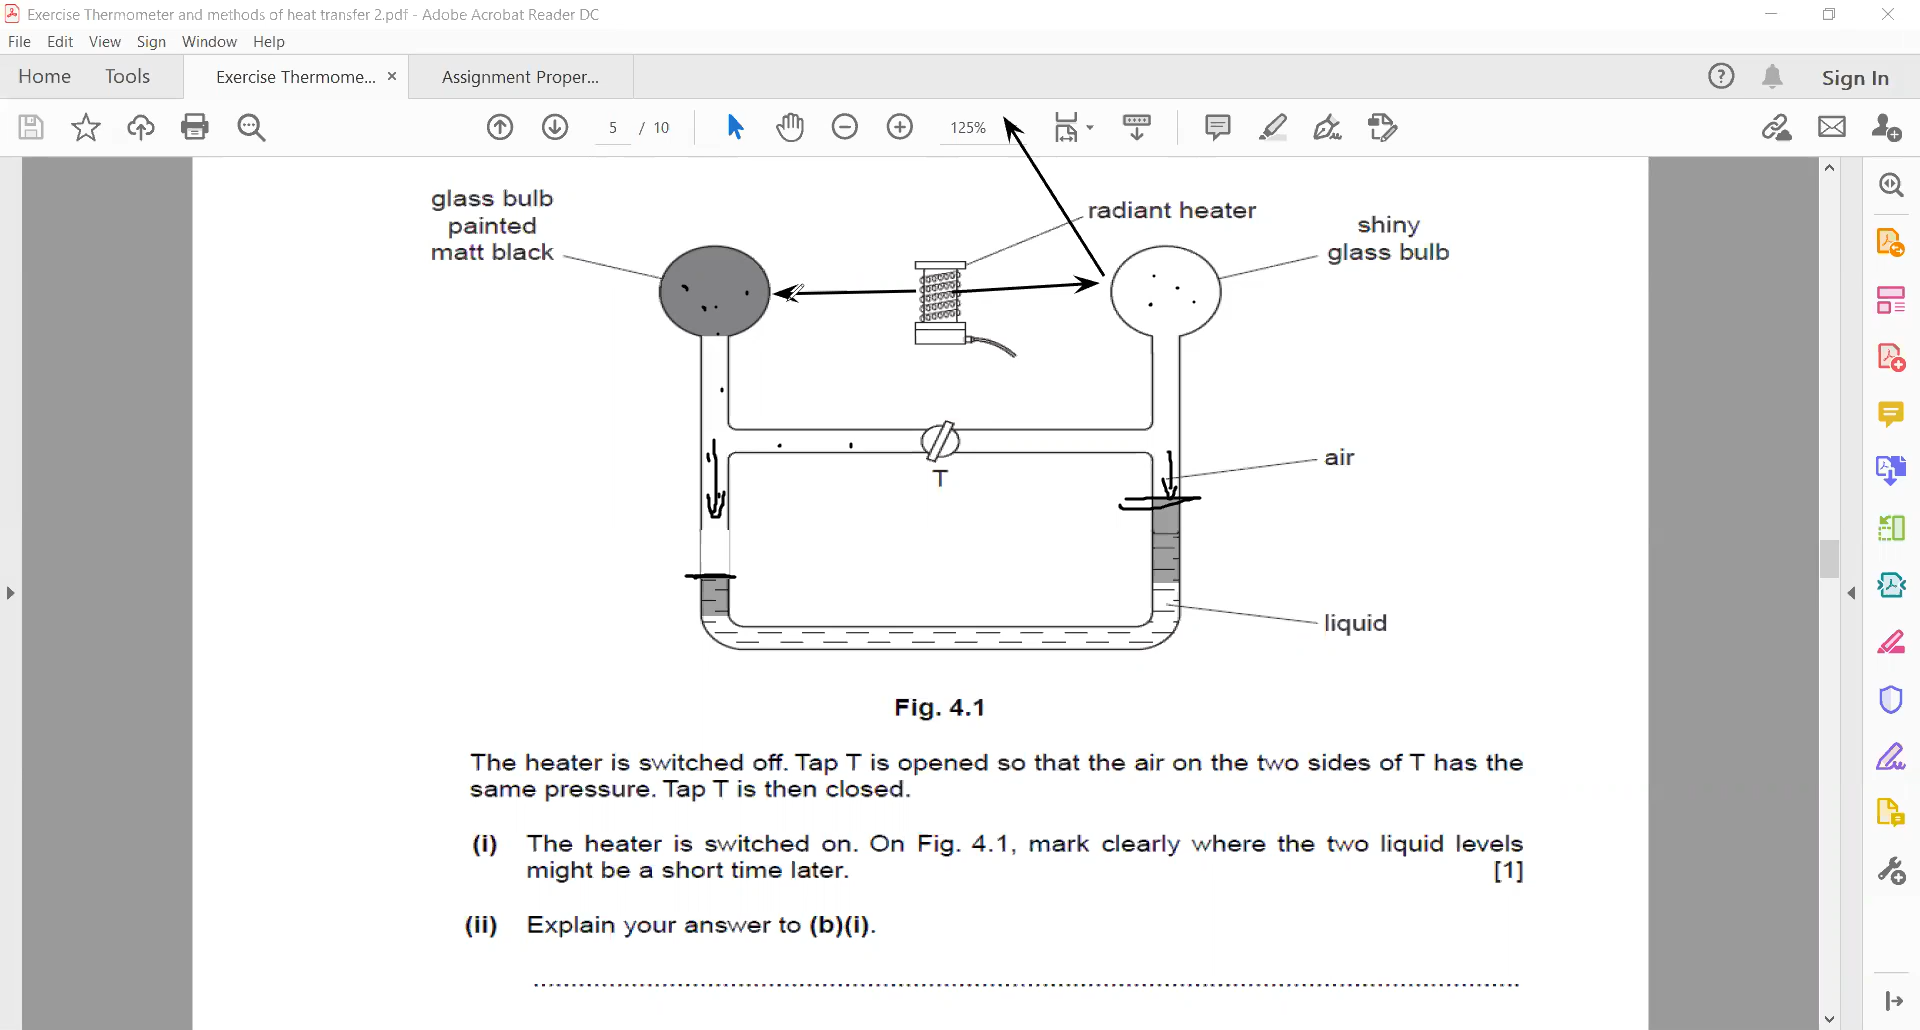 Exercise Thermometer and methods of heat transfer 2.pdf - Adobe Acrobat Reader DC
File Edit View Sign Window Help
Home Tools Exercise Thermome... × Assignment Proper... Sign In
5 / 10 125%
glass bulb
painted
matt black
radiant heater
shiny
glass bulb
air
T
liquid
Fig. 4.1
The heater is switched off. Tap T is opened so that the air on the two sides of T has the
same pressure. Tap T is then closed.
(i) The heater is switched on. On Fig. 4.1, mark clearly where the two liquid levels
might be a short time later. [1]
(ii) Explain your answer to (b)(i).